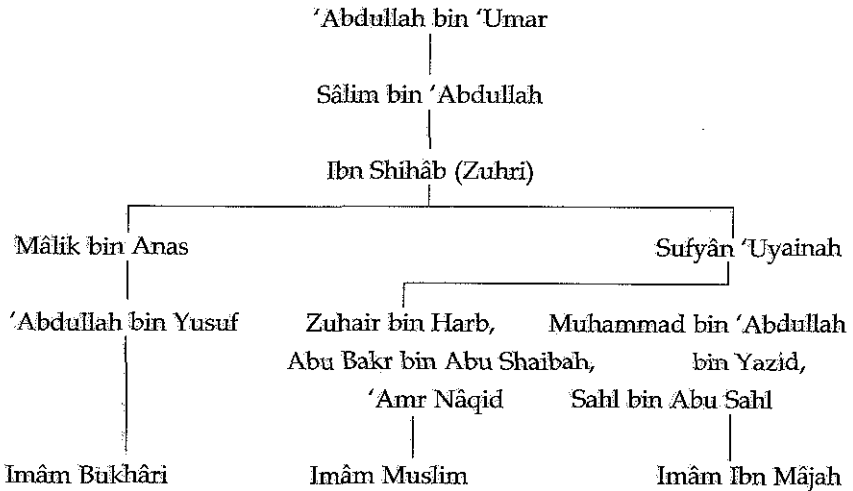 ‘Abdullah bin ‘Umar
Sâlim bin ‘Abdullah
Ibn Shihâb (Zuhri)
Mâlik bin Anas
Sufyân ‘Uyainah
‘Abdullah bin Yusuf
Zuhair bin Harb,
Abu Bakr bin Abu Shaibah,
‘Amr Nâqid
Muhammad bin ‘Abdullah
bin Yazid,
Sahl bin Abu Sahl
Imâm Bukhâri
Imâm Muslim
Imâm Ibn Mâjah